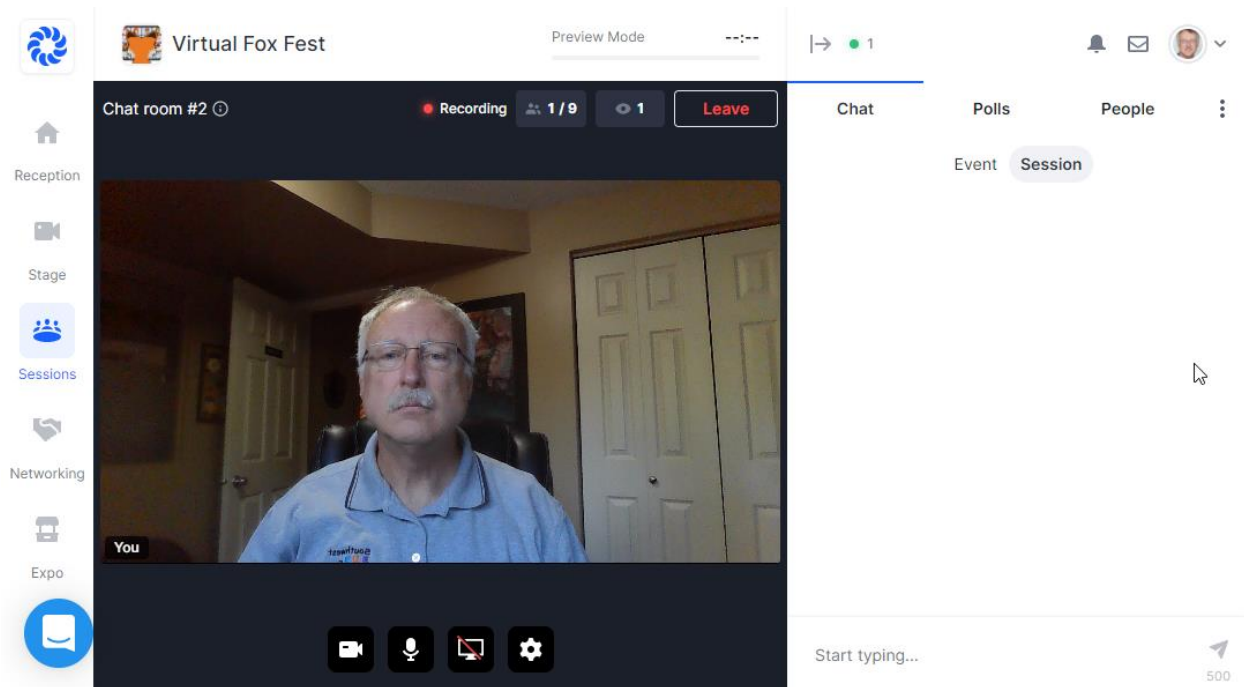 Virtual Fox Fest
Preview Mode
--:--
1
Chat room #2
Recording
1 / 9
1
Leave
Chat
Polls
People
Event
Session
Reception
Stage
Sessions
Networking
Expo
You
Southwest
Start typing...
500